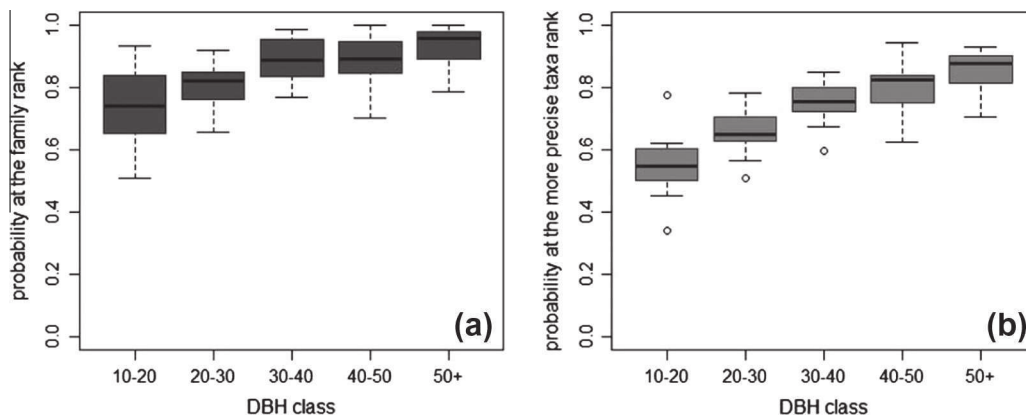 probability at the family rank
1.0
0.8
0.6
0.4
0.2
0.0
10-20 20-30 30-40 40-50 50+
DBH class
(a)
probability at the more precise taxa rank
1.0
0.8
0.6
0.4
0.2
0.0
10-20 20-30 30-40 40-50 50+
DBH class
(b)